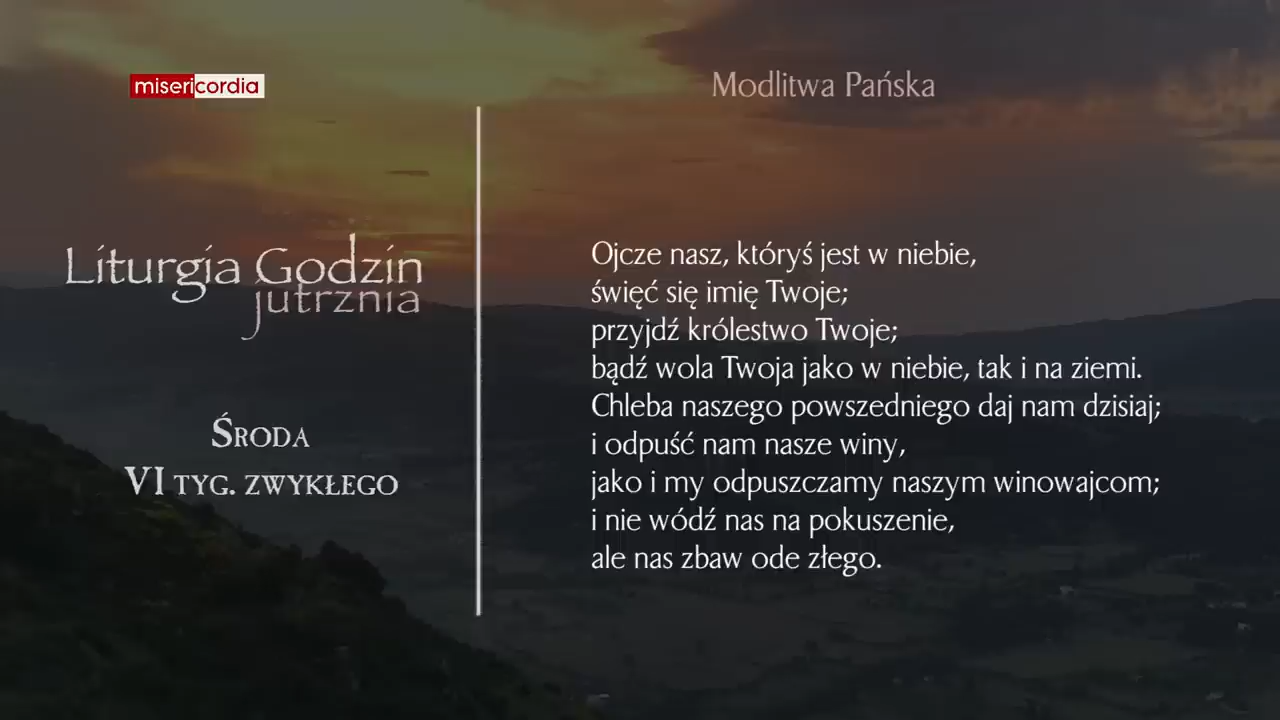 misericordia
Liturgia Godzin
jutrznia
Środa
VI tyg. zwykłego
Modlitwa Pańska
Ojcze nasz, któryś jest w niebie,
święć się imię Twoje;
przyjdź królestwo Twoje;
bądź wola Twoja jako w niebie, tak i na ziemi.
Chleba naszego powszedniego daj nam dzisiaj;
i odpuść nam nasze winy,
jako i my odpuszczamy naszym winowajcom;
i nie wódź nas na pokuszenie,
ale nas zbaw ode złego.